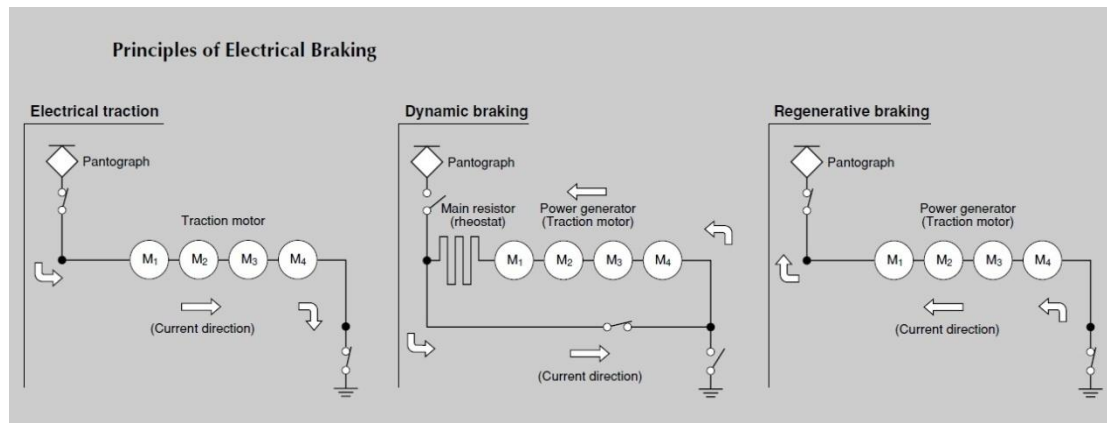 Principles of Electrical Braking
Electrical traction
Pantograph
Traction motor
M₁ M₂ M₃ M₄
(Current direction)
Dynamic braking
Pantograph
Main resistor
(rheostat)
Power generator
(Traction motor)
M₁ M₂ M₃ M₄
(Current direction)
Regenerative braking
Pantograph
Power generator
(Traction motor)
M₁ M₂ M₃ M₄
(Current direction)